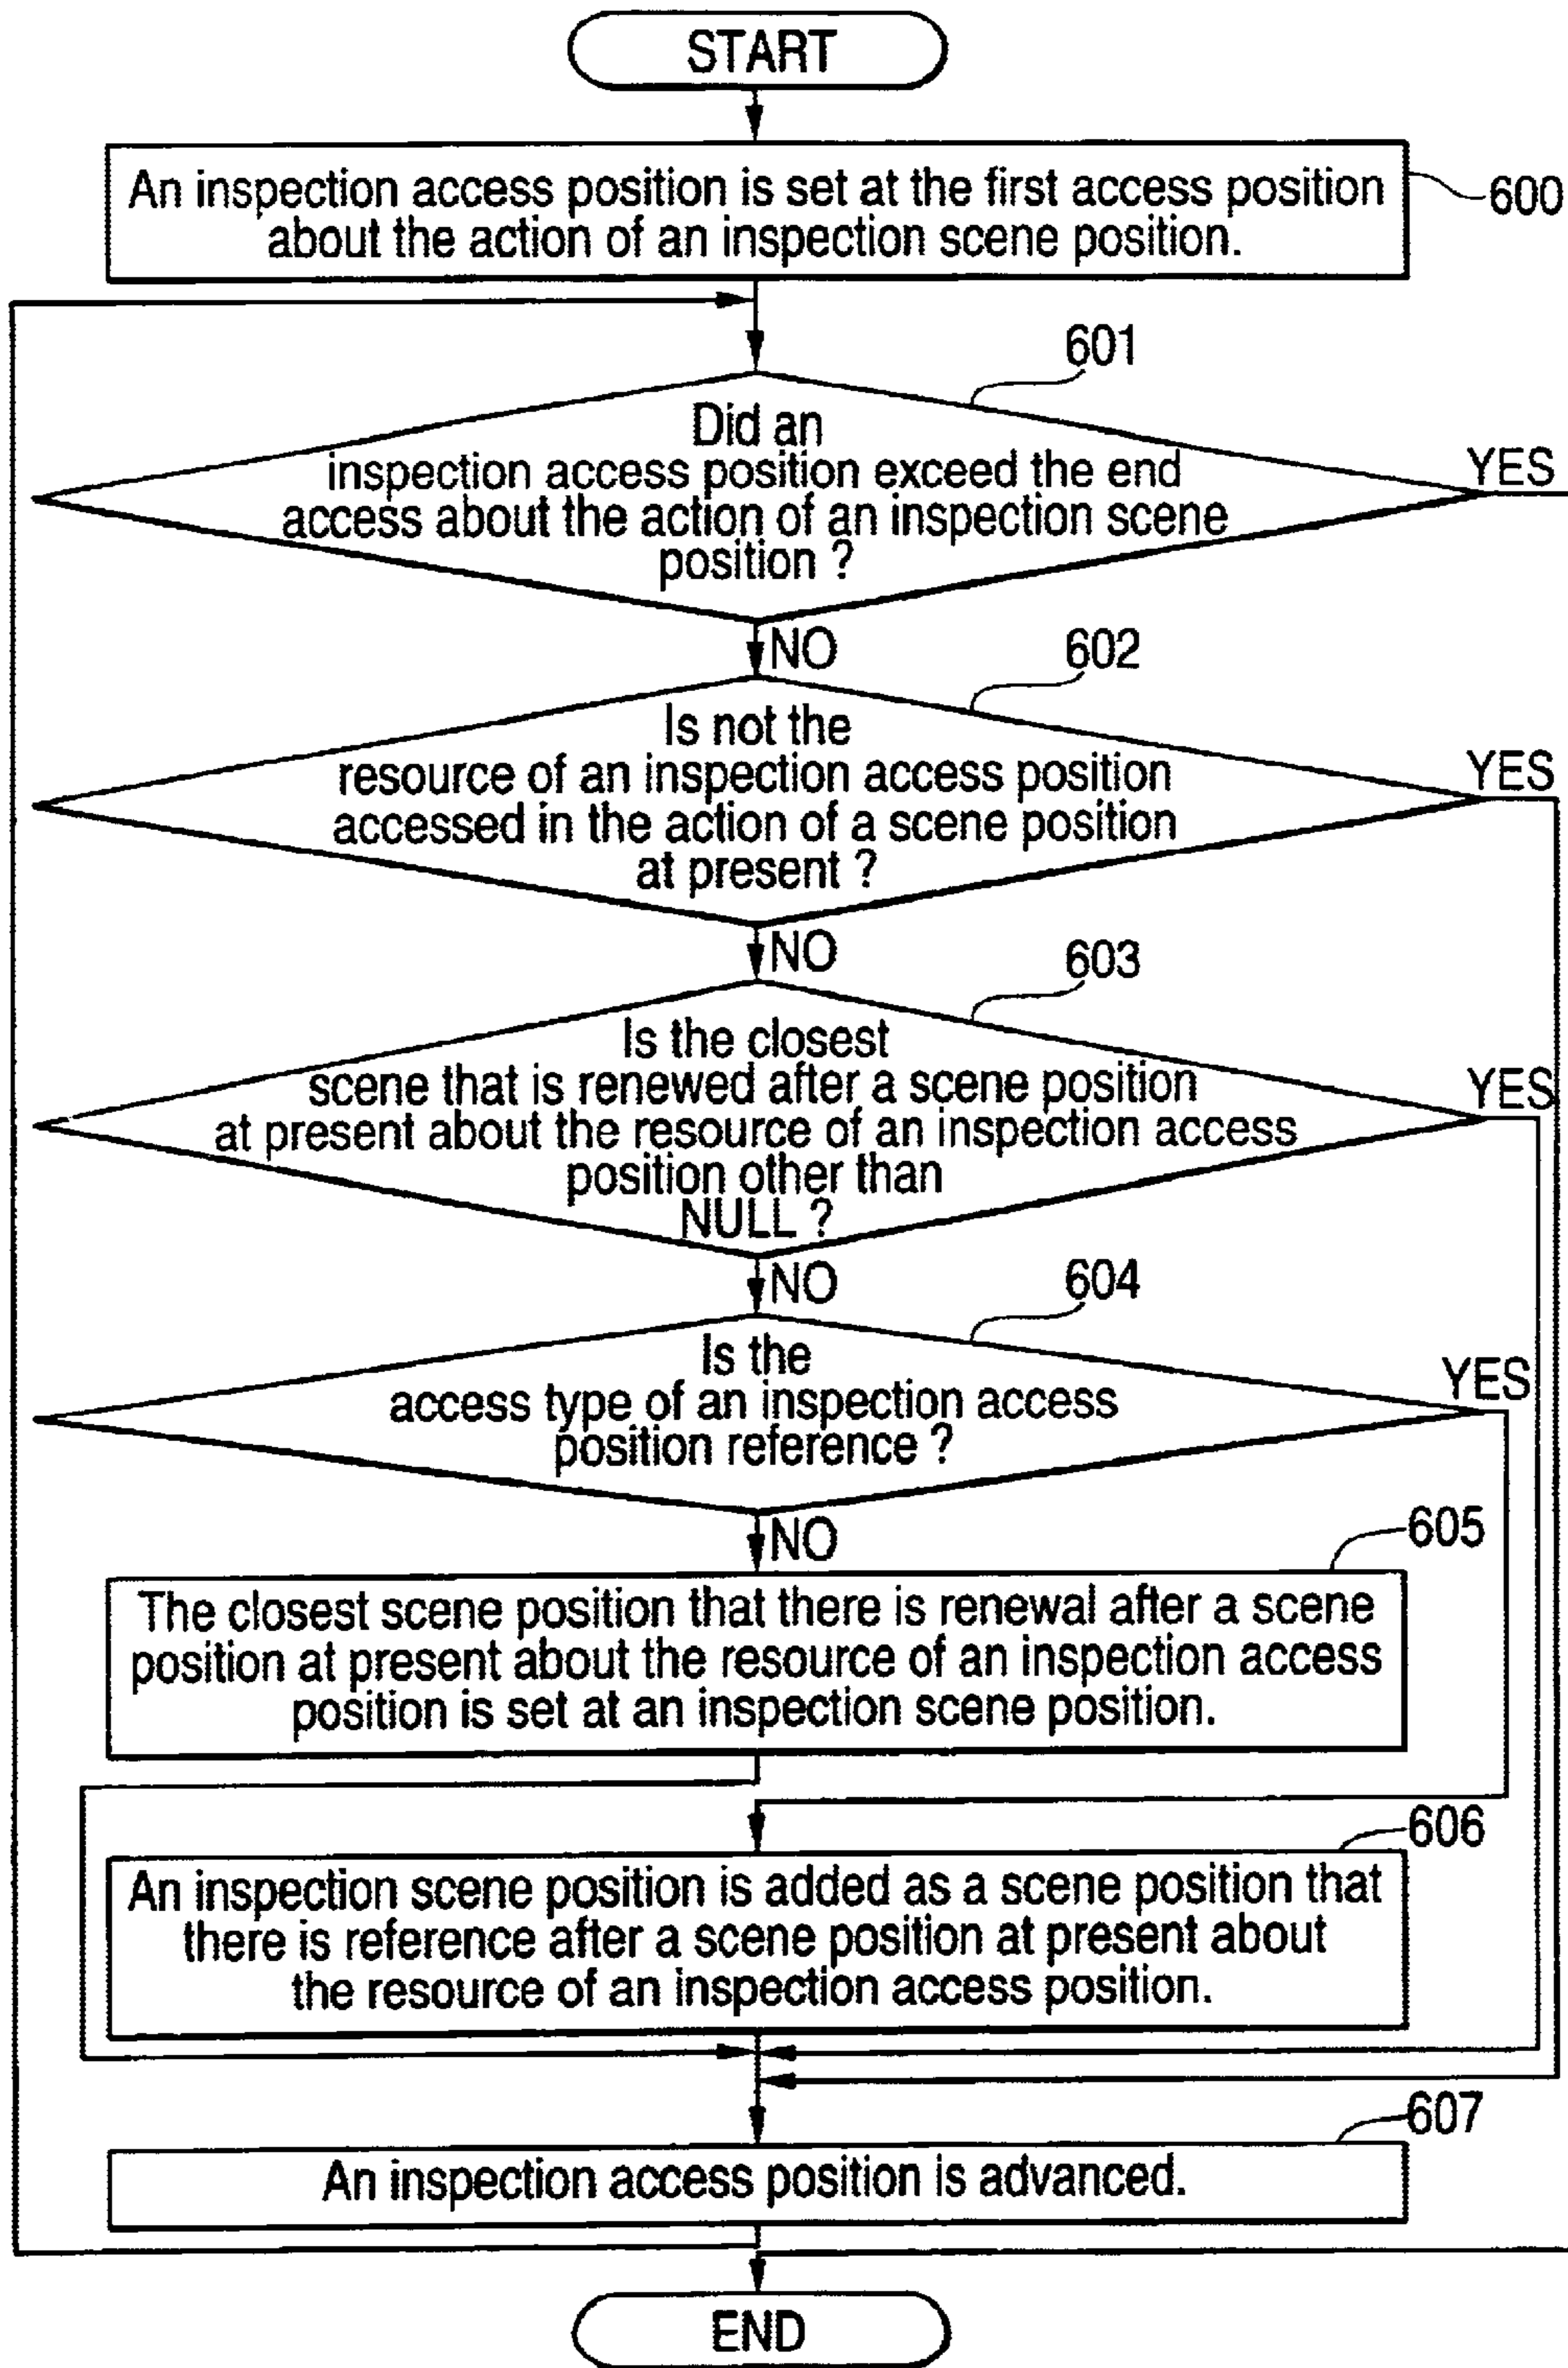 START
An inspection access position is set at the first access position
about the action of an inspection scene position.
600
601
Did an
inspection access position exceed the end
access about the action of an inspection scene
position ?
YES
NO
602
Is not the
resource of an inspection access position
accessed in the action of a scene position
at present ?
YES
NO
603
Is the closest
scene that is renewed after a scene position
at present about the resource of an inspection access
position other than
NULL ?
YES
NO
604
Is the
access type of an inspection access
position reference ?
YES
NO
605
The closest scene position that there is renewal after a scene
position at present about the resource of an inspection access
position is set at an inspection scene position.
606
An inspection scene position is added as a scene position that
there is reference after a scene position at present about
the resource of an inspection access position.
607
An inspection access position is advanced.
END